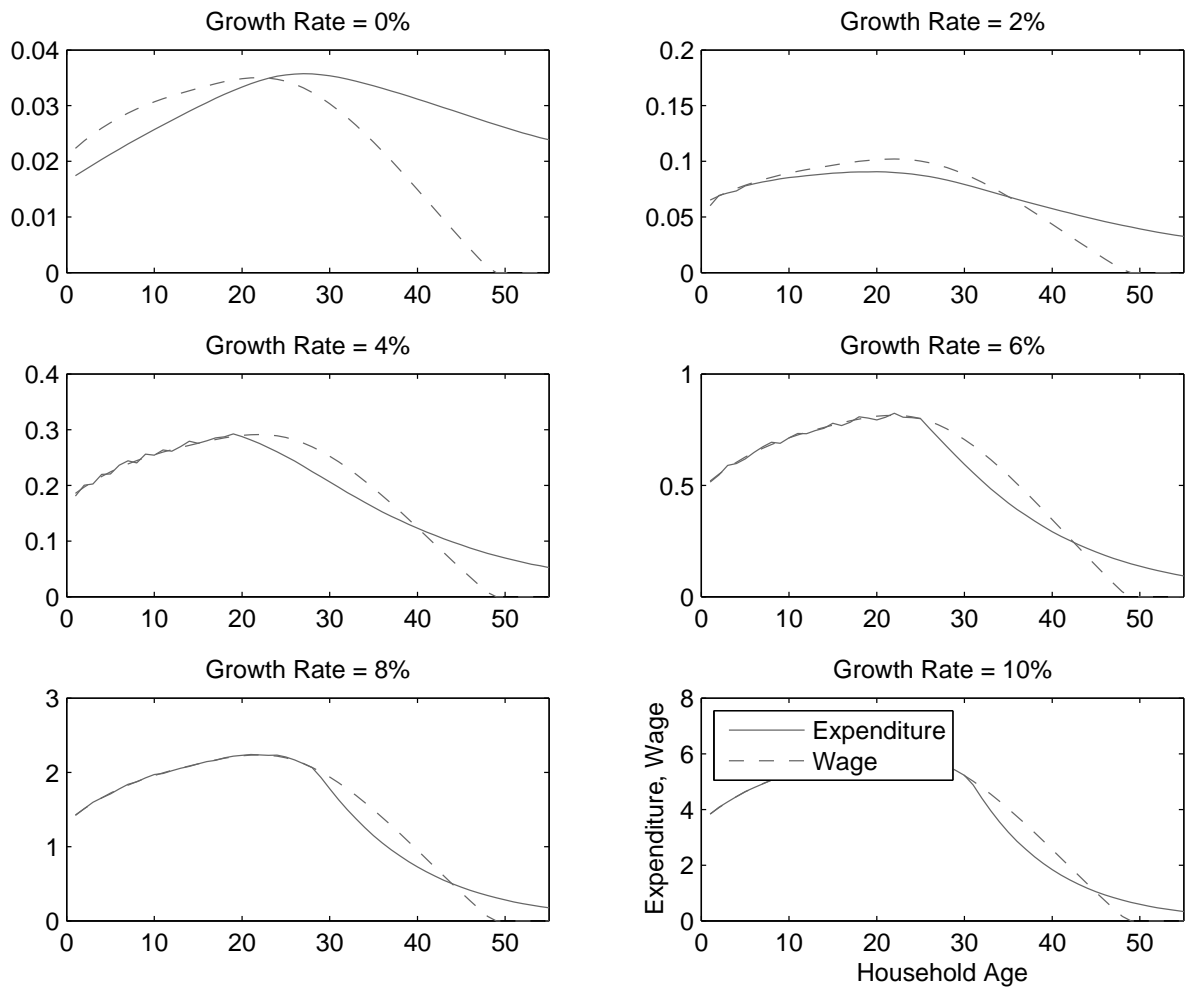 Growth Rate = 0%
0.04
0.03
0.02
0.01
0
0 10 20 30 40 50
Growth Rate = 2%
0.2
0.15
0.1
0.05
0
0 10 20 30 40 50
Growth Rate = 4%
0.4
0.3
0.2
0.1
0
0 10 20 30 40 50
Growth Rate = 6%
1
0.5
0
0 10 20 30 40 50
Growth Rate = 8%
3
2
1
0
0 10 20 30 40 50
Growth Rate = 10%
8
6
4
2
0
Expenditure, Wage
Expenditure
Wage
0 10 20 30 40 50
Household Age